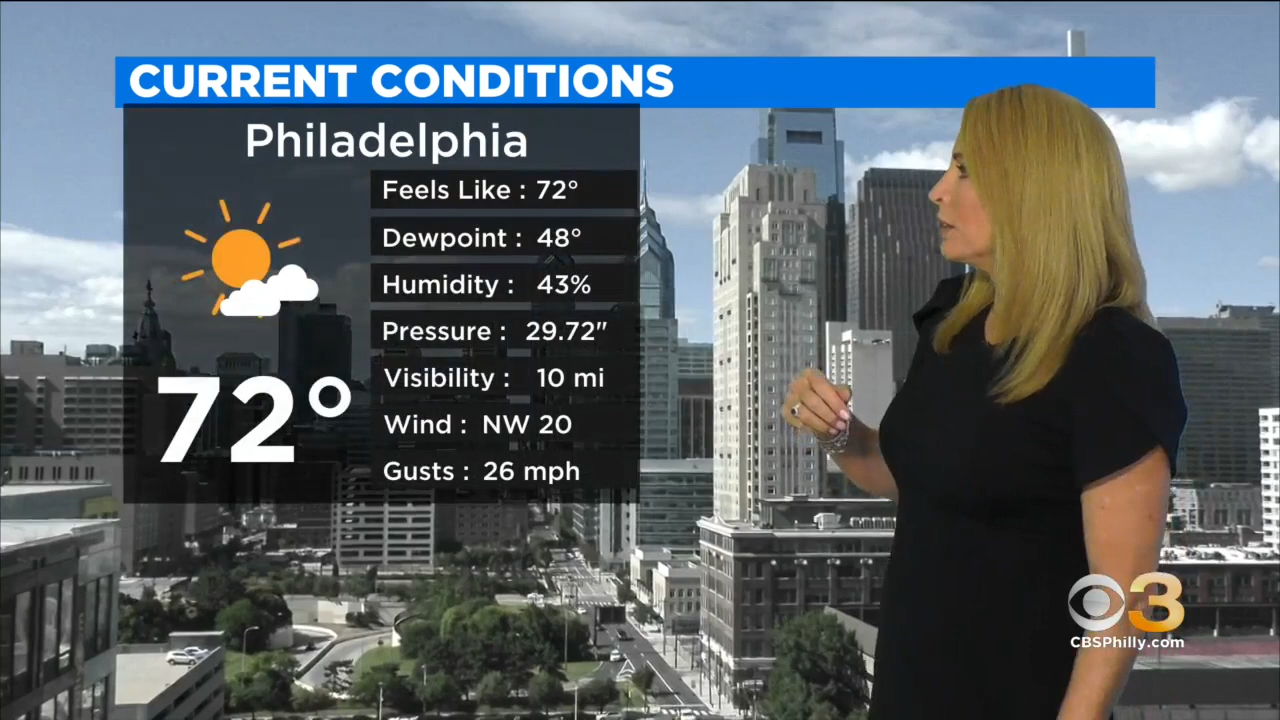 CURRENT CONDITIONS
Philadelphia
72°
Feels Like : 72°
Dewpoint : 48°
Humidity : 43%
Pressure : 29.72"
Visibility : 10 mi
Wind : NW 20
Gusts : 26 mph
3
CBSPhilly.com